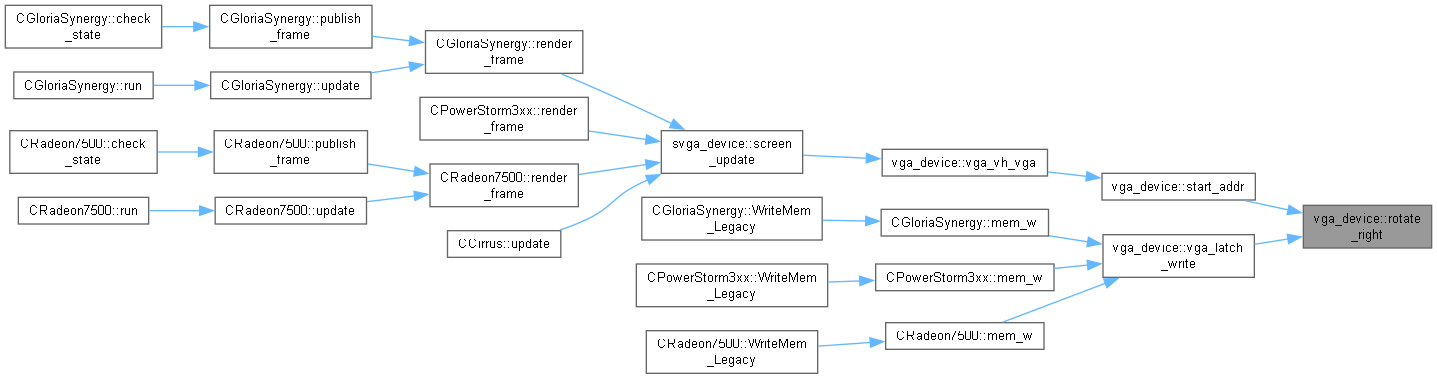 CGloriaSynergy::check
_state
CGloriaSynergy::run
CRadeon7500::check
_state
CRadeon7500::run
CGloriaSynergy::publish
_frame
CGloriaSynergy::update
CRadeon7500::publish
_frame
CRadeon7500::update
CGloriaSynergy::render
_frame
CPowerStorm3xx::render
_frame
CRadeon7500::render
_frame
CCirrus::update
svga_device::screen
_update
CGloriaSynergy::WriteMem
_Legacy
CPowerStorm3xx::WriteMem
_Legacy
CRadeon7500::WriteMem
_Legacy
vga_device::vga_vh_vga
CGloriaSynergy::mem_w
CPowerStorm3xx::mem_w
CRadeon7500::mem_w
vga_device::start_addr
vga_device::vga_latch
_write
vga_device::rotate
_right